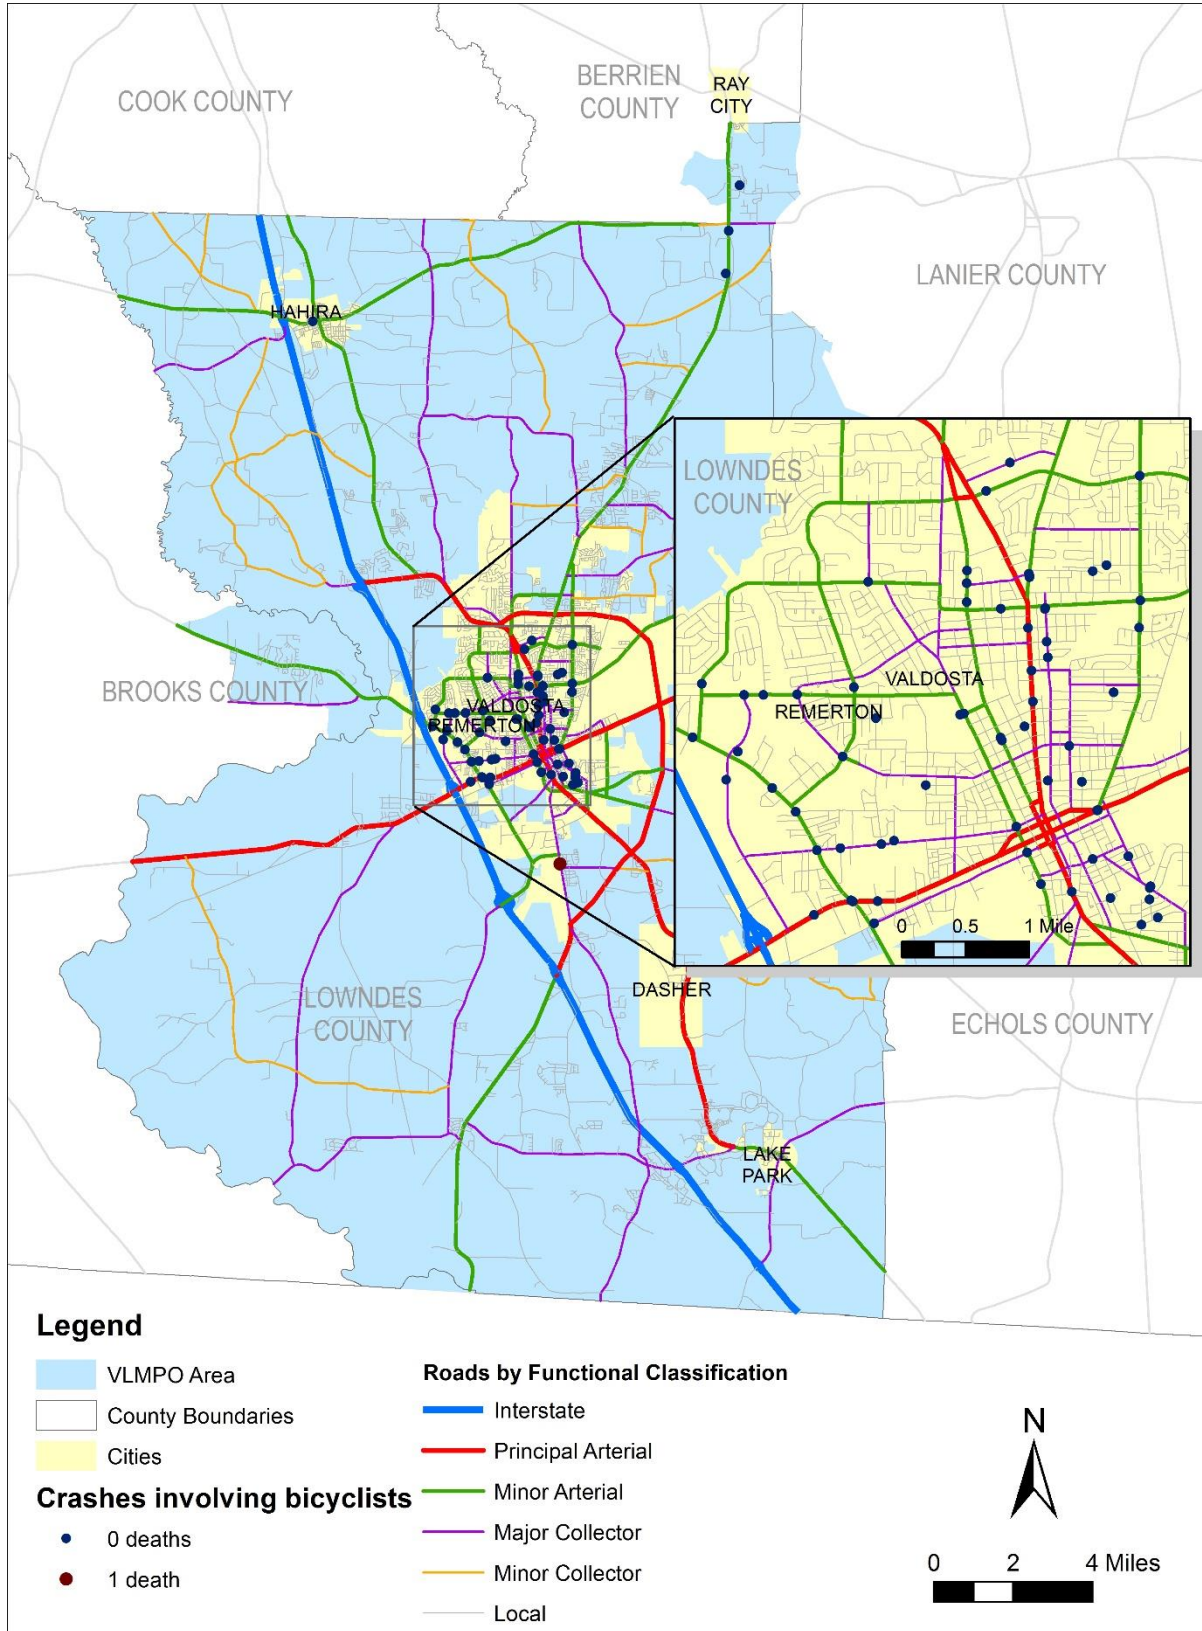 COOK COUNTY
BERRIEN
COUNTY
RAY
CITY
LANIER COUNTY
HAHIRA
LOWNDES
COUNTY
BROOKS COUNTY
VALDOSTA
REMERTON
VALDOSTA
REMERTON
0 0.5 1 Mile
DASHER
LOWNDES
COUNTY
ECHOLS COUNTY
LAKE
PARK
Legend
VLMPO Area
County Boundaries
Cities
Crashes involving bicyclists
0 deaths
1 death
Roads by Functional Classification
Interstate
Principal Arterial
Minor Arterial
Major Collector
Minor Collector
Local
N
0 2 4 Miles